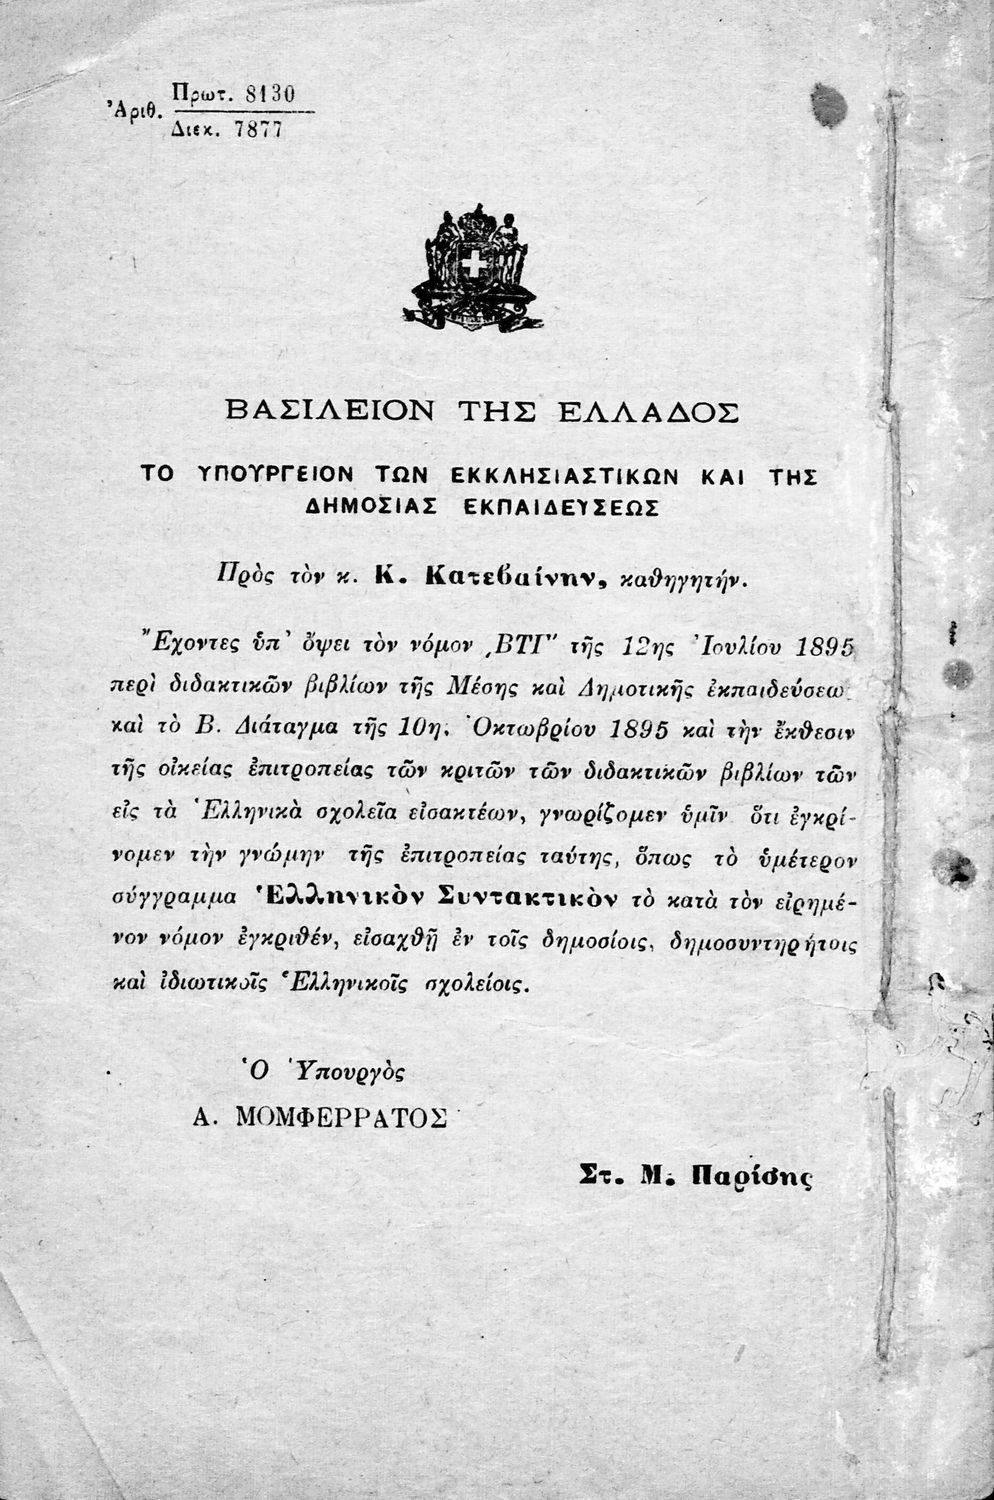 Ἀριθ. Πρωτ. 8130
Διεκ. 7877
ΒΑΣΙΛΕΙΟΝ ΤΗΣ ΕΛΛΑΔΟΣ
ΤΟ ΥΠΟΥΡΓΕΙΟΝ ΤΩΝ ΕΚΚΛΗΣΙΑΣΤΙΚΩΝ ΚΑΙ ΤΗΣ
ΔΗΜΟΣΙΑΣ ΕΚΠΑΙΔΕΥΣΕΩΣ
Πρὸς τὸν κ. Κ. Κατεβαίνην, καθηγητήν.
Ἔχοντες ὑπ' ὄψει τὸν νόμον ͵ΒΤΓ' τῆς 12ης Ἰουλίου 1895
περὶ διδακτικῶν βιβλίων τῆς Μέσης καὶ Δημοτικῆς ἐκπαιδεύσεω
καὶ τὸ Β. Διάταγμα τῆς 10ης Ὀκτωβρίου 1895 καὶ τὴν ἔκθεσιν
τῆς οἰκείας ἐπιτροπείας τῶν κριτῶν τῶν διδακτικῶν βιβλίων τῶν
εἰς τὰ Ἑλληνικὰ σχολεῖα εἰσακτέων, γνωρίζομεν ὑμῖν ὅτι ἐγκρί-
νομεν τὴν γνώμην τῆς ἐπιτροπείας ταύτης, ὅπως τὸ ὑμέτερον
σύγγραμμα Ἑλληνικὸν Συντακτικὸν τὸ κατὰ τὸν εἰρημέ-
νον νόμον ἐγκριθέν, εἰσαχθῇ ἐν τοῖς δημοσίοις, δημοσυντηρήτοις
καὶ ἰδιωτικοῖς Ἑλληνικοῖς σχολείοις.
Ὁ Ὑπουργὸς
Α. ΜΟΜΦΕΡΡΑΤΟΣ
Στ. Μ. Παρίσης